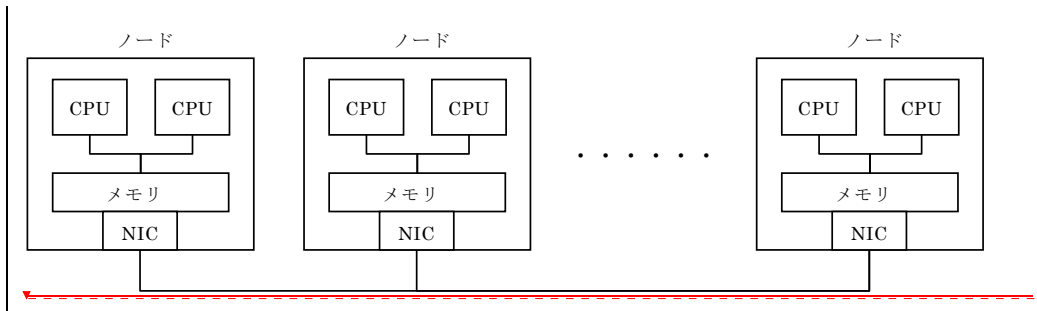 ノード ノード ノード
CPU CPU CPU CPU CPU CPU
・・・・・・
メモリ メモリ メモリ
NIC NIC NIC